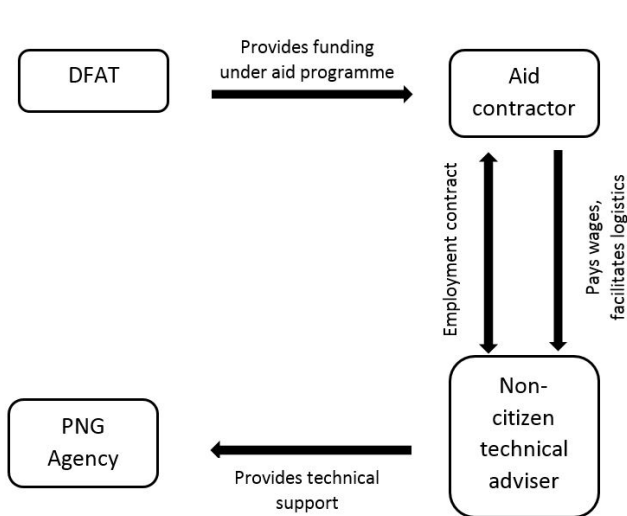 Provides funding
under aid programme
DFAT
Aid
contractor
Employment contract
Pays wages,
facilitates logistics
Non-
citizen
technical
adviser
PNG
Agency
Provides technical
support